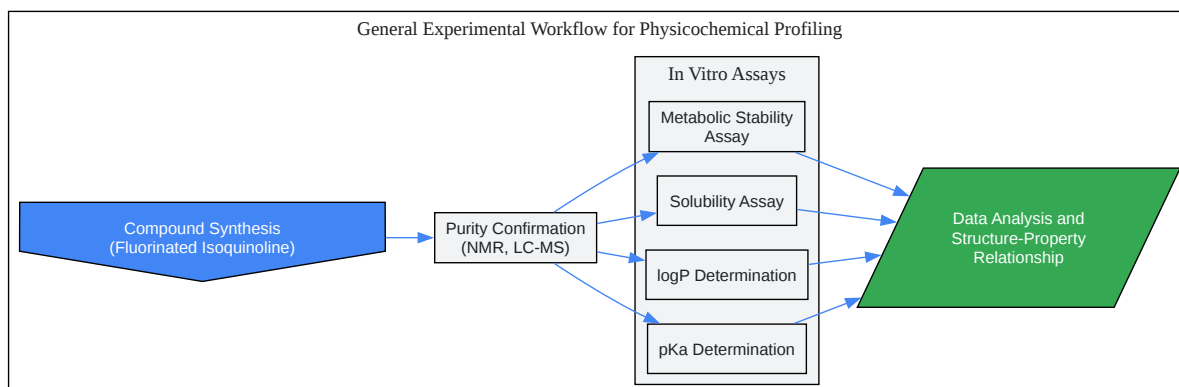 General Experimental Workflow for Physicochemical Profiling
In Vitro Assays
Metabolic Stability
Assay
Compound Synthesis
(Fluorinated Isoquinoline)
Purity Confirmation
(NMR, LC-MS)
Solubility Assay
logP Determination
pKa Determination
Data Analysis and
Structure-Property
Relationship